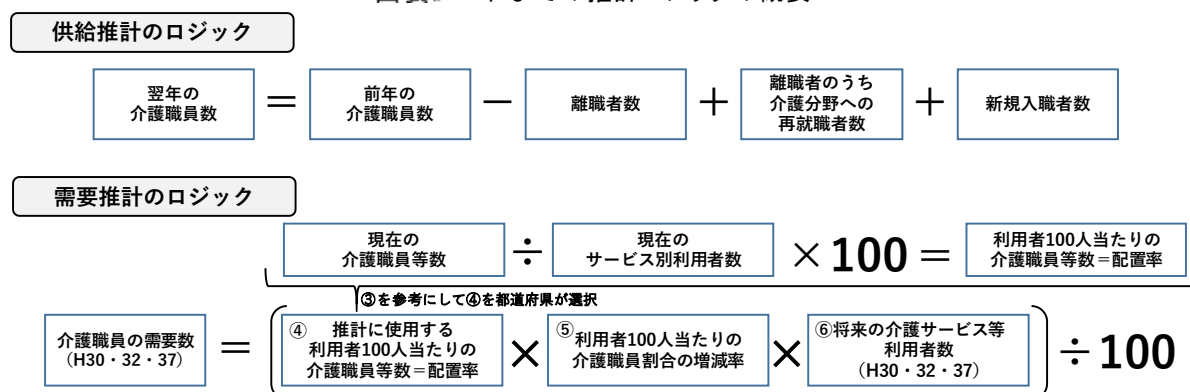 供給推計のロジック
翌年の
介護職員数
＝
前年の
介護職員数
－
離職者数
＋
離職者のうち
介護分野への
再就職者数
＋
新規入職者数
需要推計のロジック
現在の
介護職員等数
÷
現在の
サービス別利用者数
×100＝
利用者100人当たりの
介護職員等数＝配置率
③を参考にして④を都道府県が選択
介護職員の需要数
（H30・32・37）
＝
④ 推計に使用する
利用者100人当たりの
介護職員等数＝配置率
×
⑤利用者100人当たりの
介護職員割合の増減率
×
⑥将来の介護サービス等
利用者数
（H30・32・37）
÷100